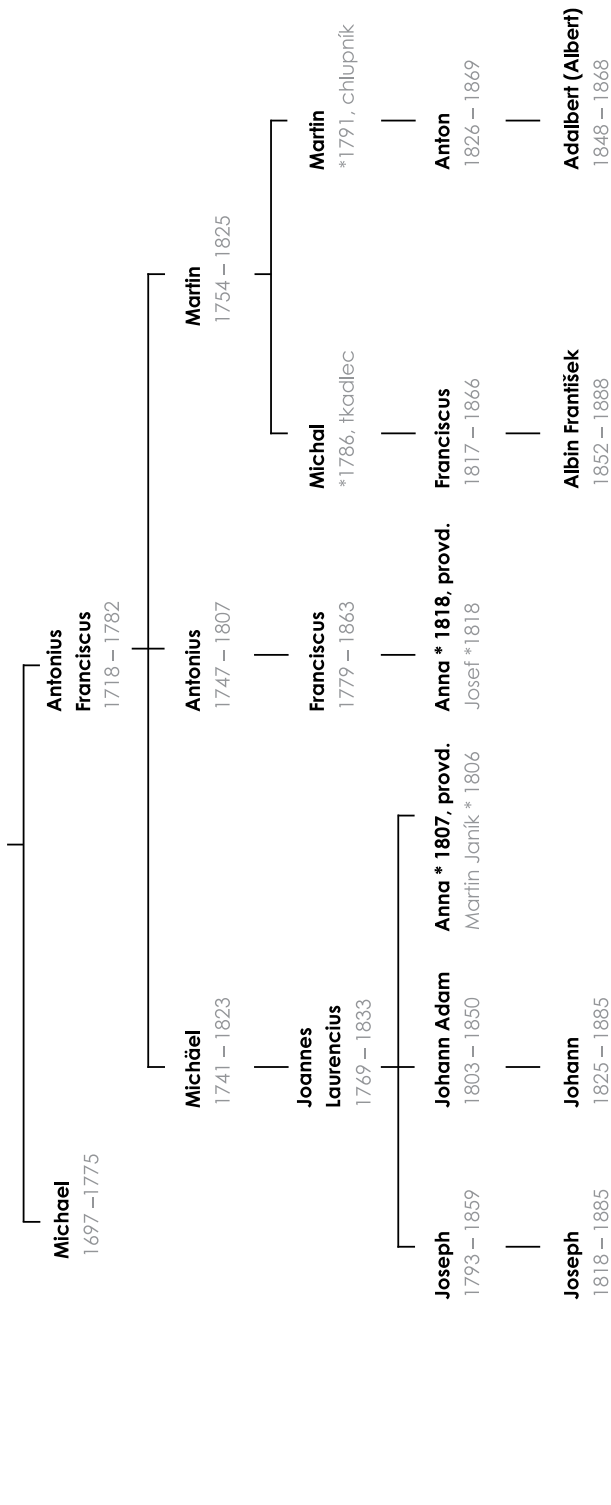 Michael
1697 –1775
Antonius
Franciscus
1718 – 1782
Michäel
1741 – 1823
Antonius
1747 – 1807
Martin
1754 – 1825
Joannes
Laurencius
1769 – 1833
Franciscus
1779 – 1863
Michal
*1786, tkadlec
Martin
*1791, chlupník
Joseph
1793 – 1859
Johann Adam
1803 – 1850
Anna * 1807, provd.
Martin Janík * 1806
Anna * 1818, provd.
Josef *1818
Franciscus
1817 – 1866
Anton
1826 – 1869
Joseph
1818 – 1885
Johann
1825 – 1885
Albin František
1852 – 1888
Adalbert (Albert)
1848 – 1868